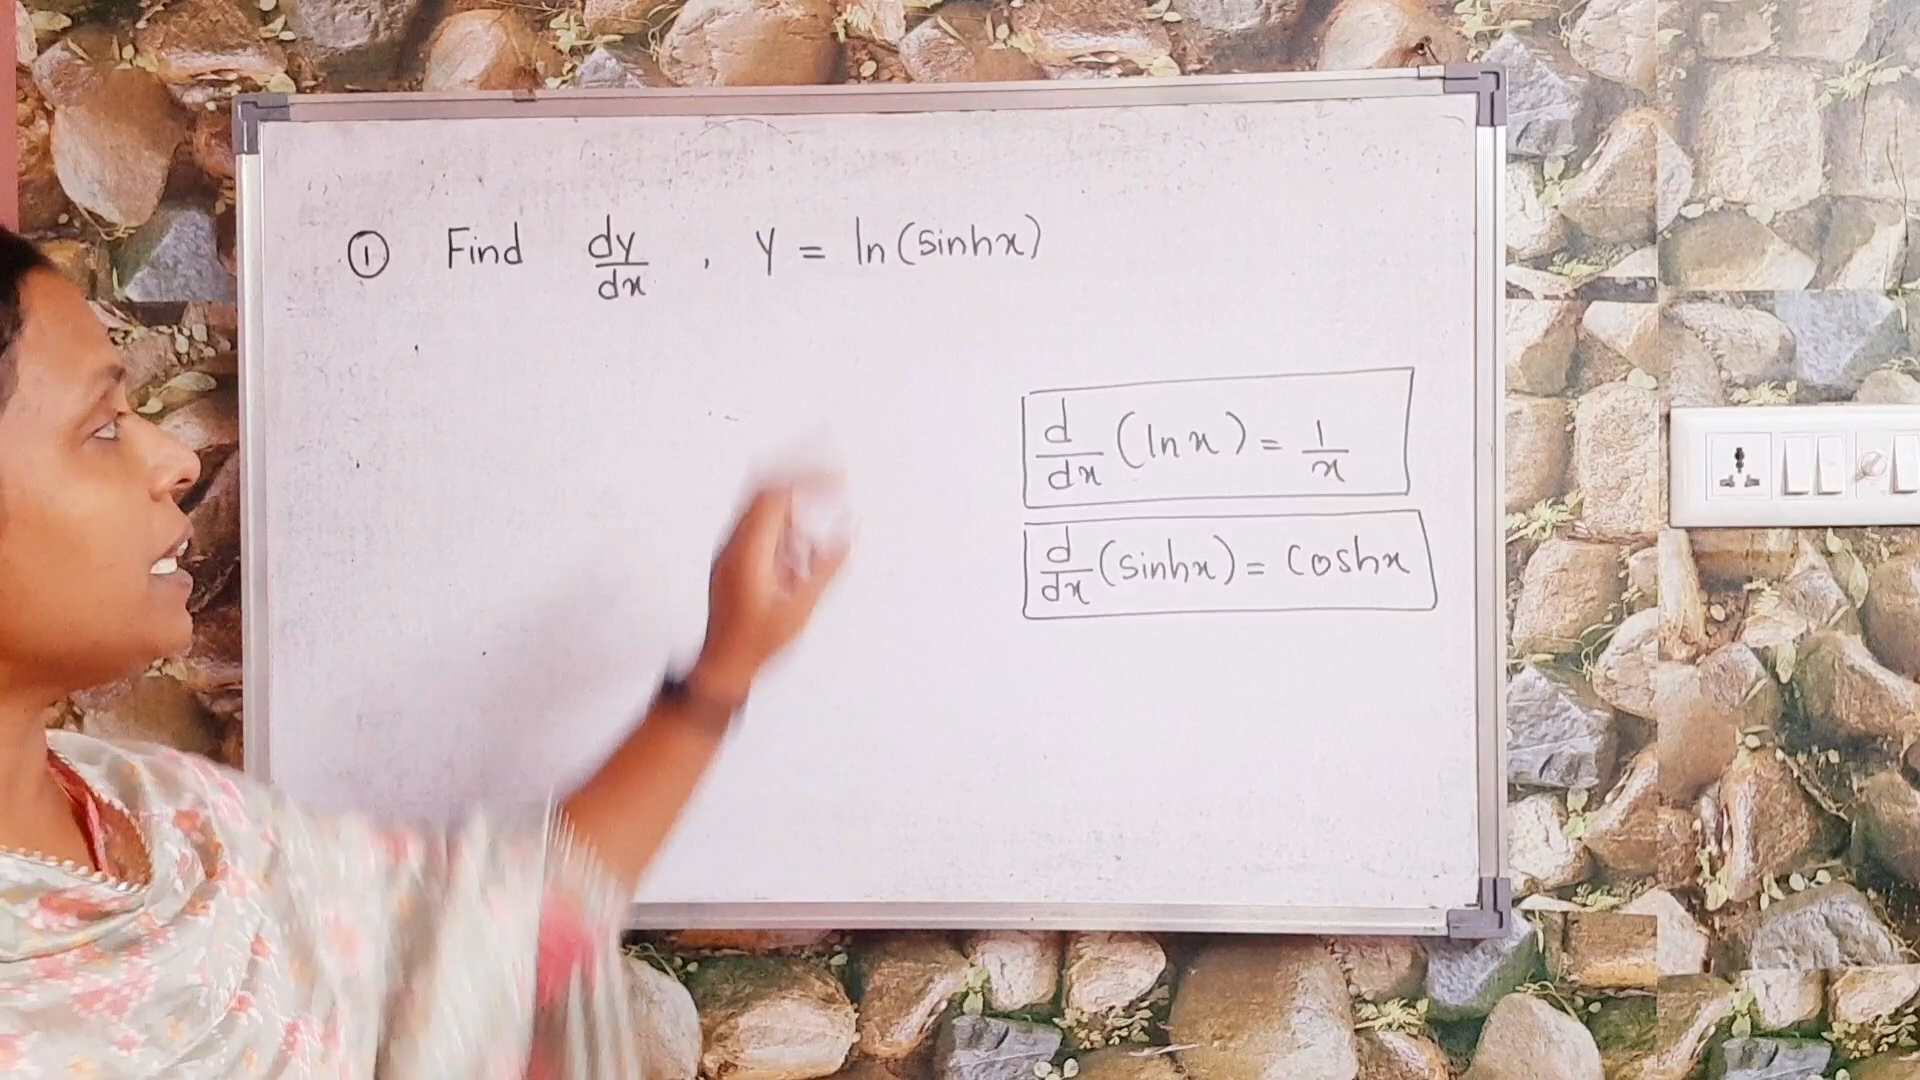 ① Find dy/dx , y = ln(sinhx)
d/dx (ln x) = 1/x
d/dx (sinhx) = coshx